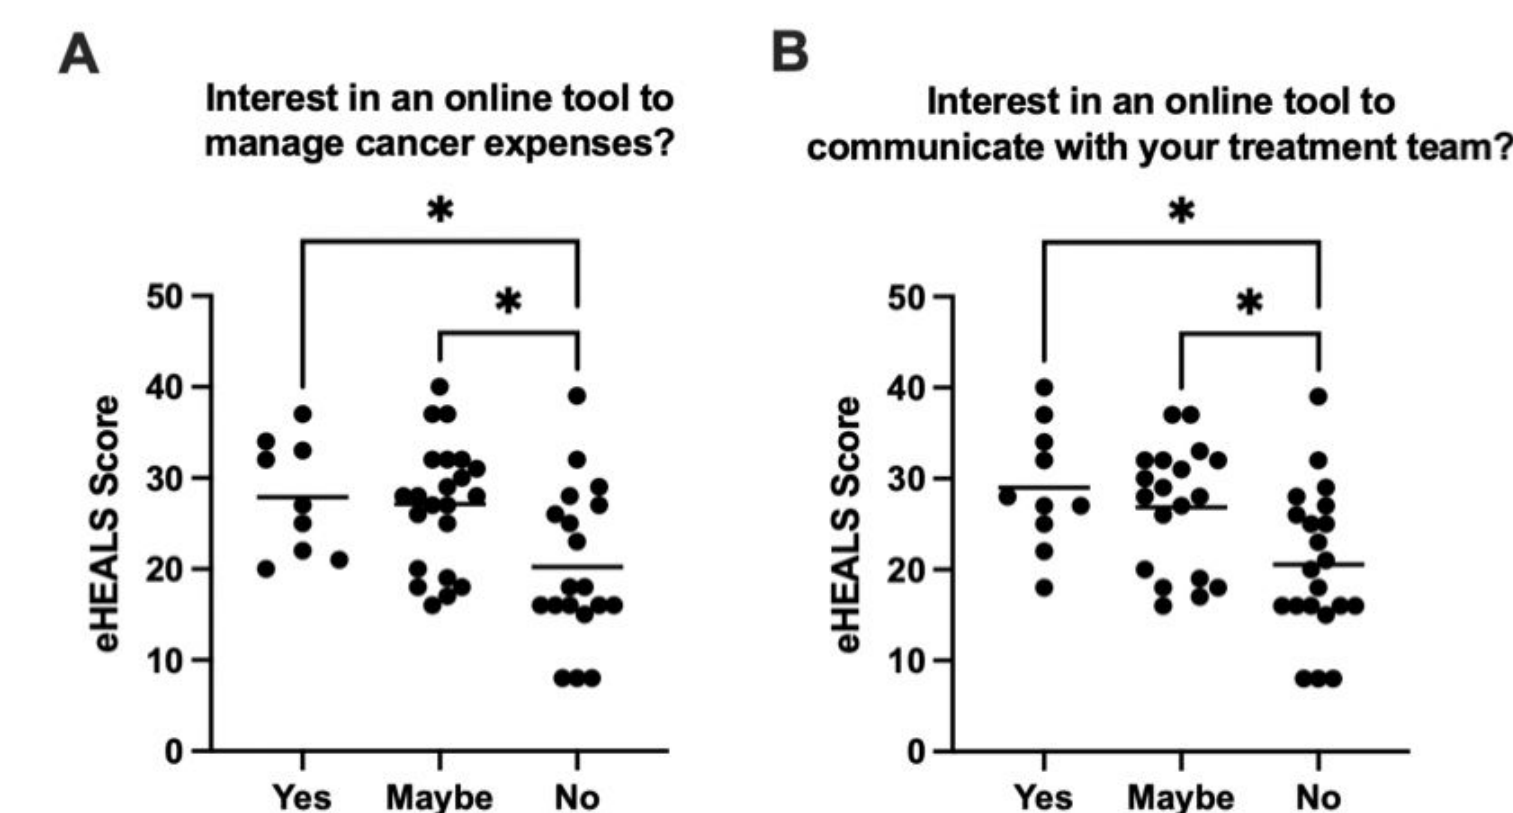 A
Interest in an online tool to
manage cancer expenses?
*
*
50
40
30
20
10
0
eHEALS Score
Yes Maybe No
B
Interest in an online tool to
communicate with your treatment team?
*
*
50
40
30
20
10
0
eHEALS Score
Yes Maybe No